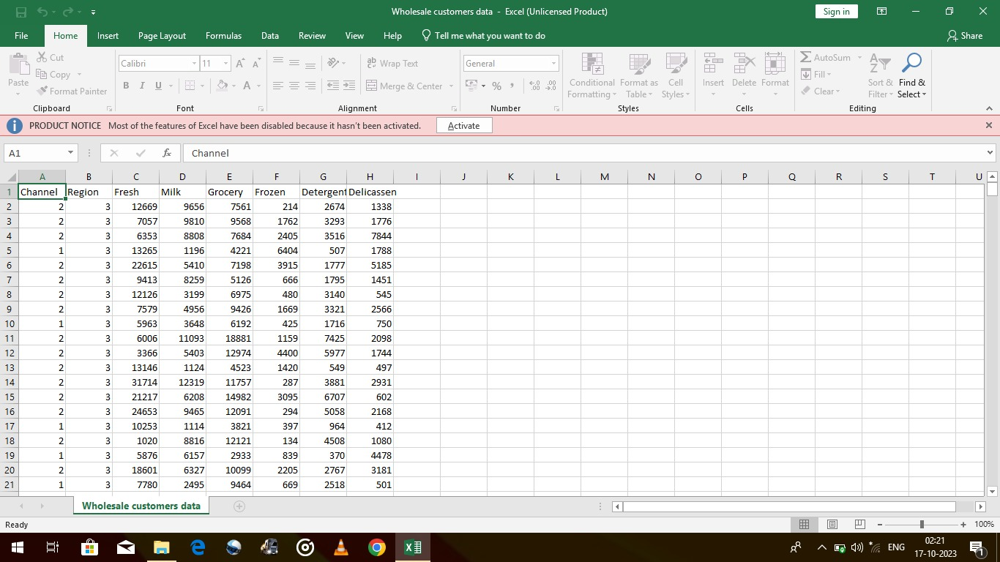 Wholesale customers data - Excel (Unlicensed Product)
Sign in
File Home Insert Page Layout Formulas Data Review View Help Tell me what you want to do Share
Cut
Copy
Format Painter
Paste
Clipboard
Calibri 11
B I U
Font
Wrap Text
Merge & Center
Alignment
General
Number
Conditional Formatting
Format as Table
Cell Styles
Styles
Insert Delete Format
Cells
AutoSum
Fill
Clear
Sort & Filter
Find & Select
Editing
PRODUCT NOTICE Most of the features of Excel have been disabled because it hasn't been activated. Activate
A1 fx Channel
A B C D E F G H I J K L M N O P Q R S T U
1 Channel Region Fresh Milk Grocery Frozen Detergent Delicassen
2 2 3 12669 9656 7561 214 2674 1338
3 2 3 7057 9810 9568 1762 3293 1776
4 2 3 6353 8808 7684 2405 3516 7844
5 1 3 13265 1196 4221 6404 507 1788
6 2 3 22615 5410 7198 3915 1777 5185
7 2 3 9413 8259 5126 666 1795 1451
8 2 3 12126 3199 6975 480 3140 545
9 2 3 7579 4956 9426 1669 3321 2566
10 1 3 5963 3648 6192 425 1716 750
11 2 3 6006 11093 18881 1159 7425 2098
12 2 3 3366 5403 12974 4400 5977 1744
13 2 3 13146 1124 4523 1420 549 497
14 2 3 31714 12319 11757 287 3881 2931
15 2 3 21217 6208 14982 3095 6707 602
16 2 3 24653 9465 12091 294 5058 2168
17 1 3 10253 1114 3821 397 964 412
18 2 3 1020 8816 12121 134 4508 1080
19 1 3 5876 6157 2933 839 370 4478
20 2 3 18601 6327 10099 2205 2767 3181
21 1 3 7780 2495 9464 669 2518 501
Wholesale customers data
Ready
100%
ENG
02:21
17-10-2023
1